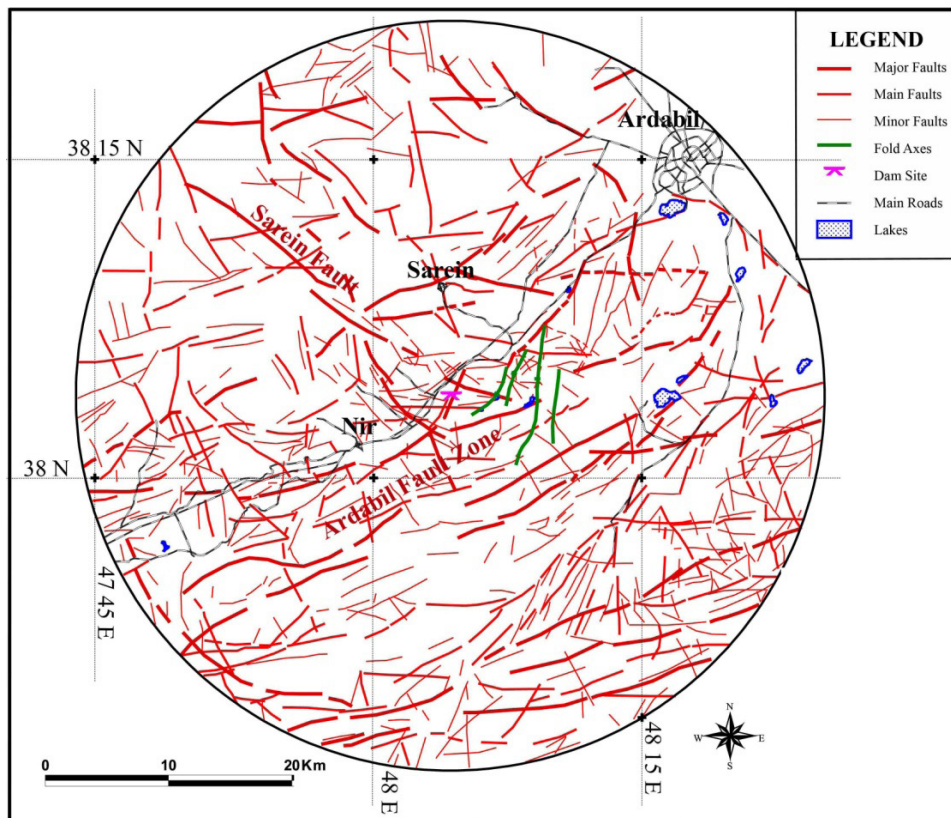 LEGEND
Major Faults
Main Faults
Minor Faults
Fold Axes
Dam Site
Main Roads
Lakes
Ardabil
38 15 N
Sarein Fault
Sarein
Nir
38 N
Ardabil Fault Zone
47 45 E
48 E
48 15 E
N
W
E
S
0
10
20Km